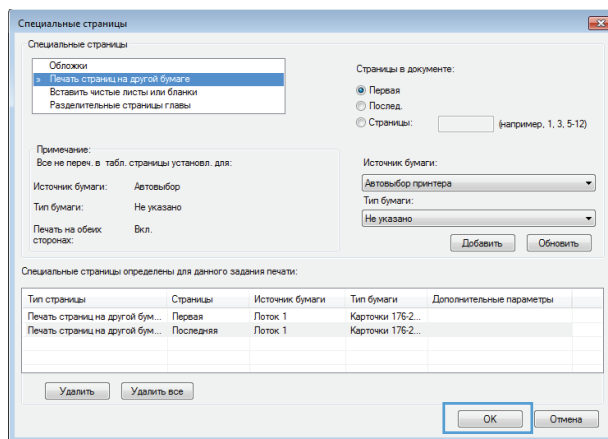 Специальные страницы
Специальные страницы
Обложки
» Печать страниц на другой бумаге
Вставить чистые листы или бланки
Разделительные страницы главы
Страницы в документе:
Первая
Послед.
Страницы: (например, 1, 3, 5-12)
Примечание:
Все не переч. в табл. страницы установл. для:
Источник бумаги: Автовыбор
Тип бумаги: Не указано
Печать на обеих сторонах: Вкл.
Источник бумаги:
Автовыбор принтера
Тип бумаги:
Не указано
Добавить Обновить
Специальные страницы определены для данного задания печати:
Тип страницы Страницы Источник бумаги Тип бумаги Дополнительные параметры
Печать страниц на другой бум... Первая Лоток 1 Карточки 176-2...
Печать страниц на другой бум... Последняя Лоток 1 Карточки 176-2...
Удалить Удалить все
OK Отмена